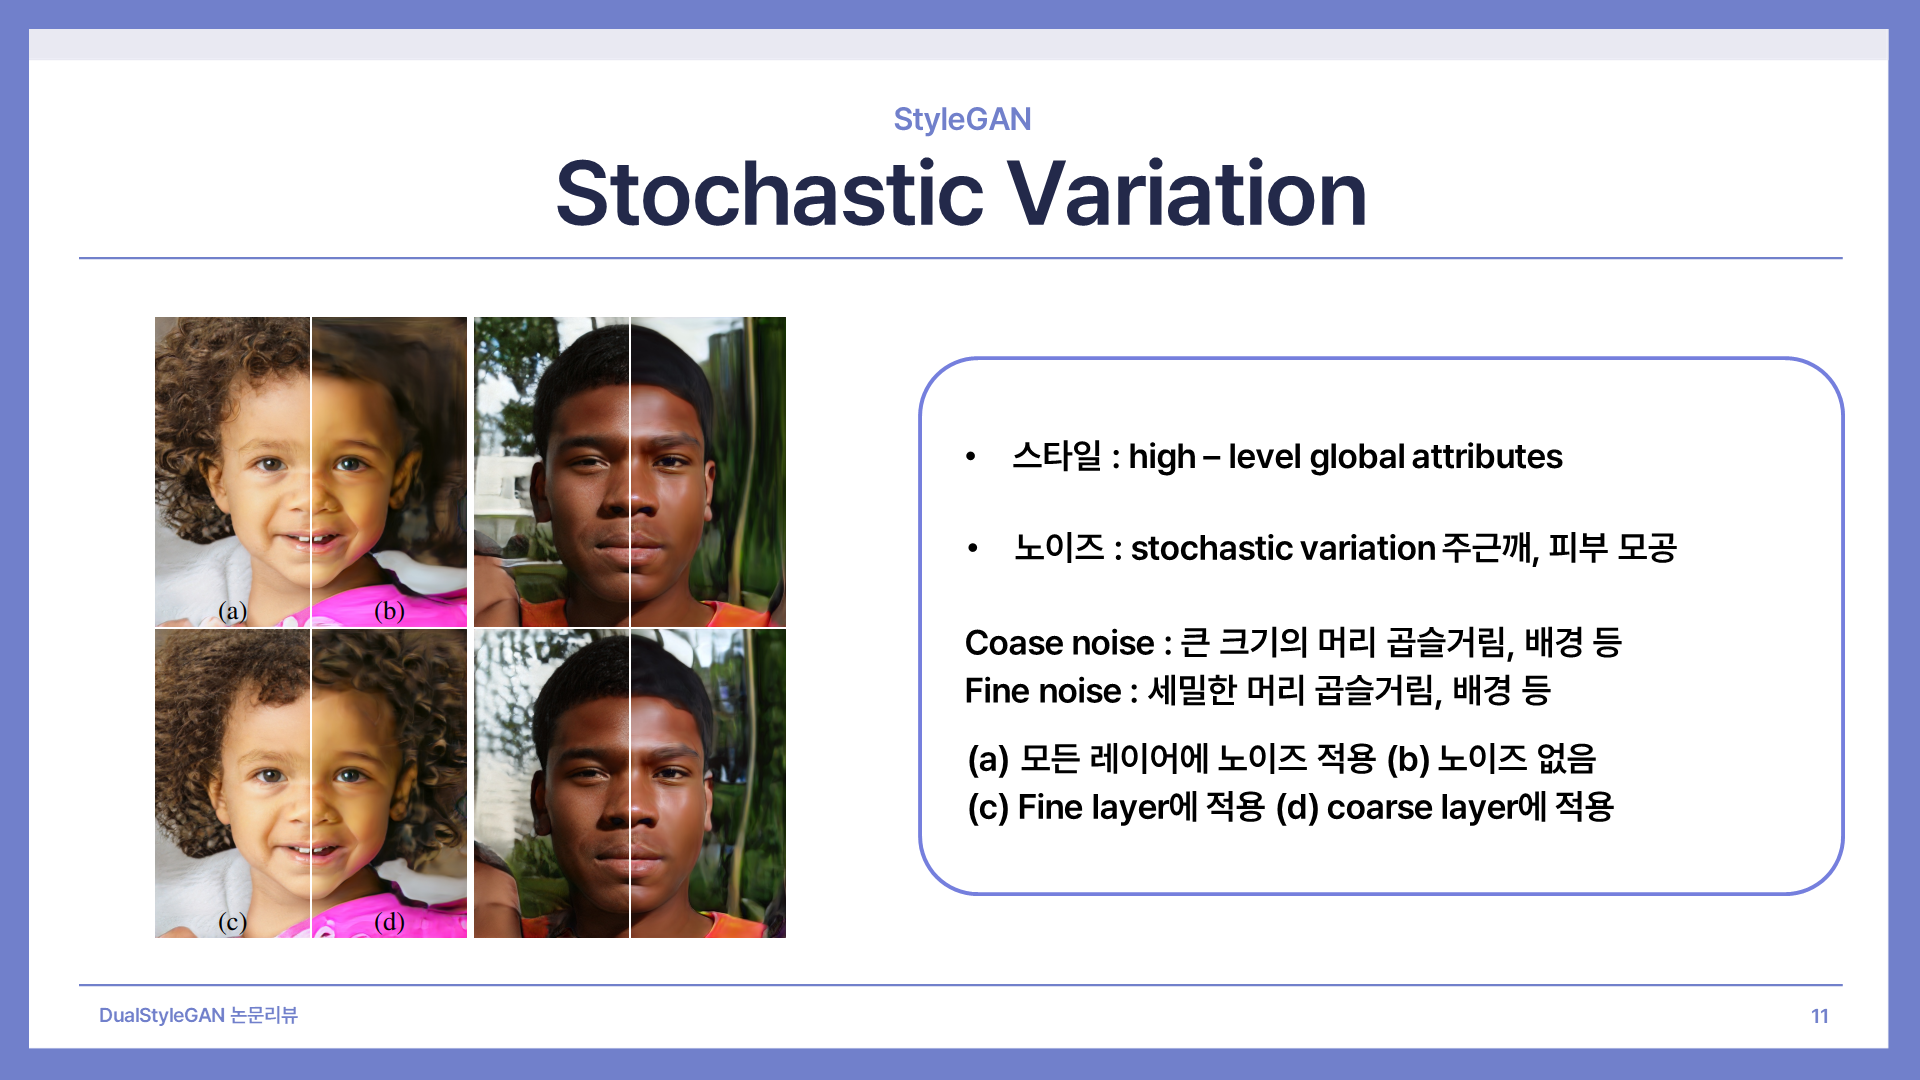 StyleGAN
Stochastic Variation
(a)
(b)
(c)
(d)
• 스타일 : high – level global attributes
• 노이즈 : stochastic variation 주근깨, 피부 모공
Coase noise : 큰 크기의 머리 곱슬거림, 배경 등
Fine noise : 세밀한 머리 곱슬거림, 배경 등
(a) 모든 레이어에 노이즈 적용 (b) 노이즈 없음
(c) Fine layer에 적용 (d) coarse layer에 적용
DualStyleGAN 논문리뷰
11